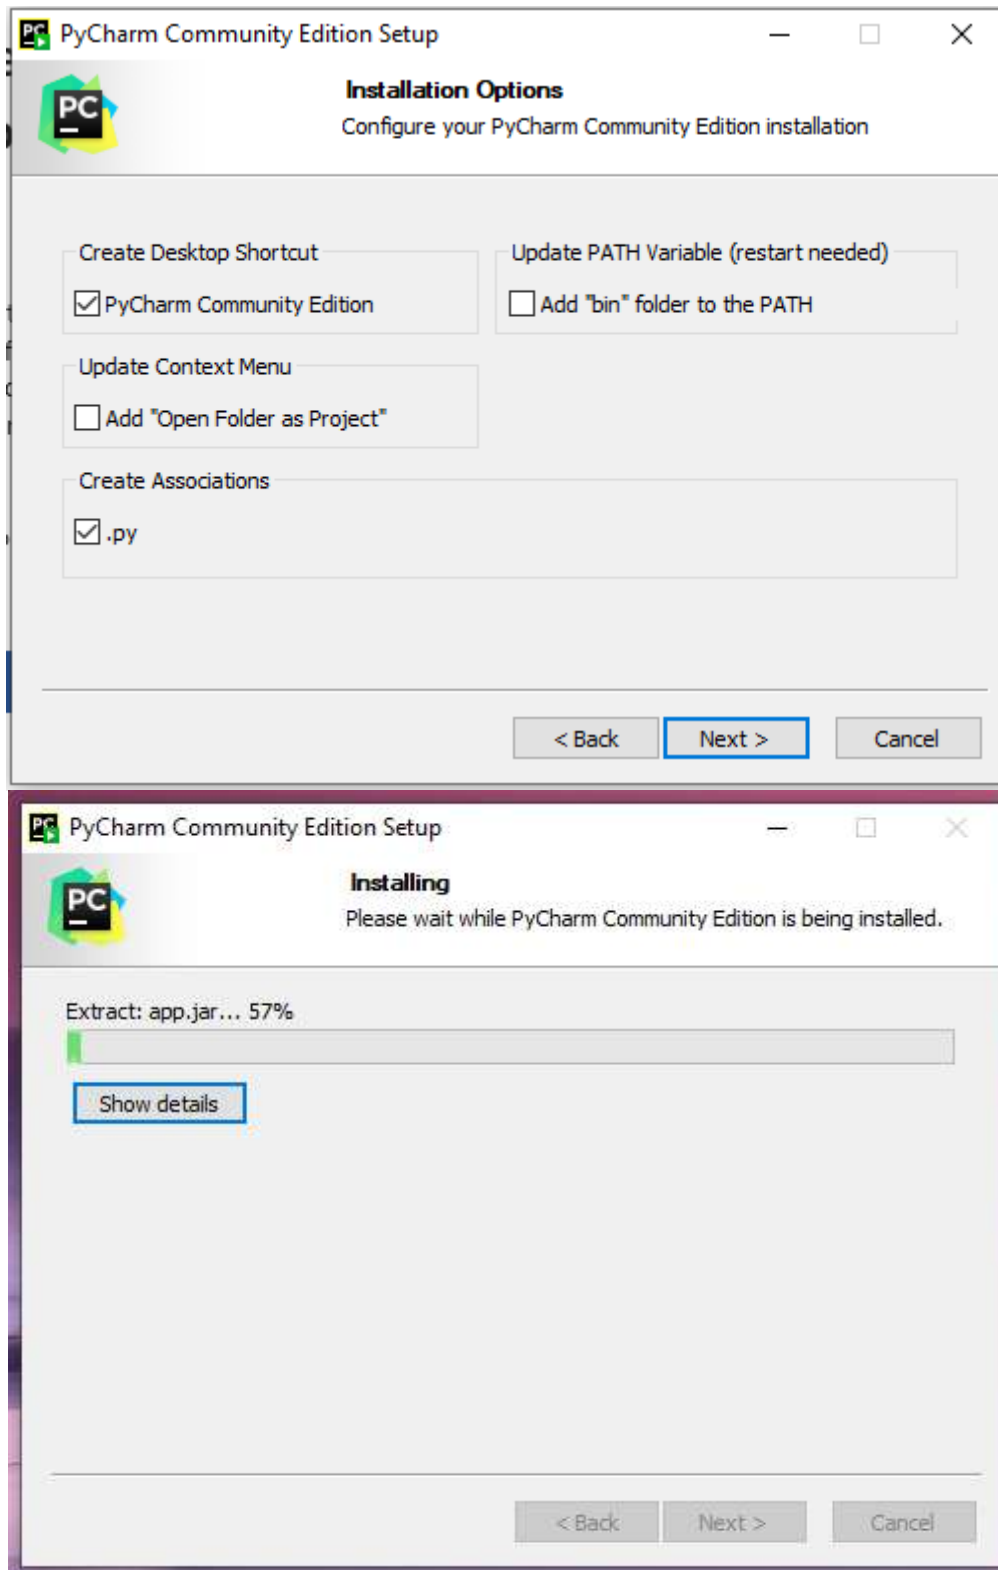 PyCharm Community Edition Setup
PC
Installation Options
Configure your PyCharm Community Edition installation
Create Desktop Shortcut
PyCharm Community Edition
Update PATH Variable (restart needed)
Add "bin" folder to the PATH
Update Context Menu
Add "Open Folder as Project"
Create Associations
.py
< Back
Next >
Cancel
PyCharm Community Edition Setup
PC
Installing
Please wait while PyCharm Community Edition is being installed.
Extract: app.jar... 57%
Show details
< Back
Next >
Cancel